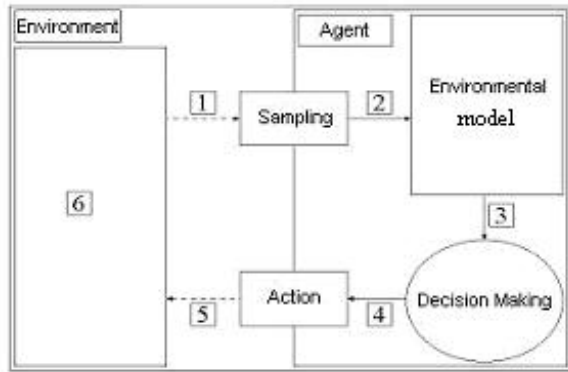 Environment
Agent
1
Sampling
2
Environmental
model
3
6
5
Action
4
Decision Making